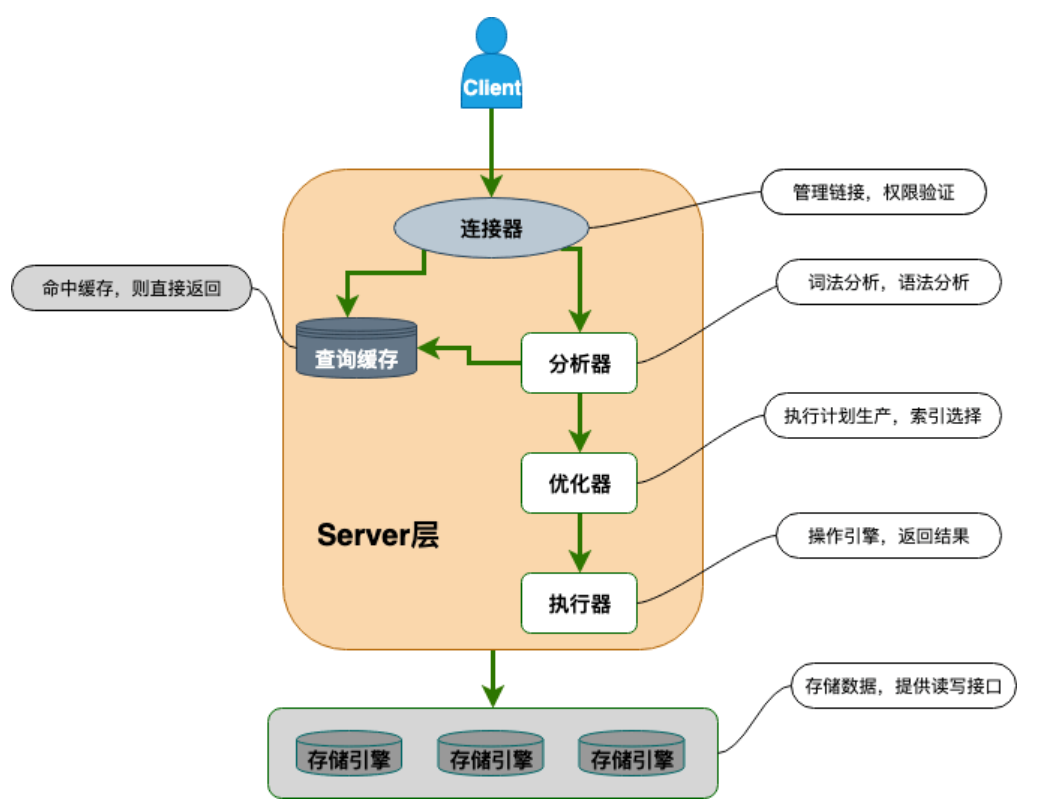 Client
连接器
管理链接，权限验证
命中缓存，则直接返回
词法分析，语法分析
查询缓存
分析器
执行计划生产，索引选择
优化器
Server层
操作引擎，返回结果
执行器
存储数据，提供读写接口
存储引擎
存储引擎
存储引擎